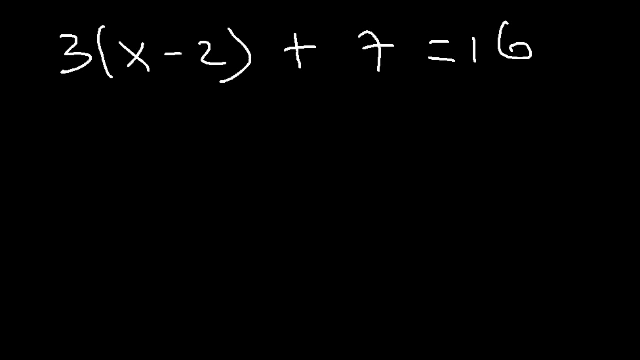 3(x-2) + 7 = 16